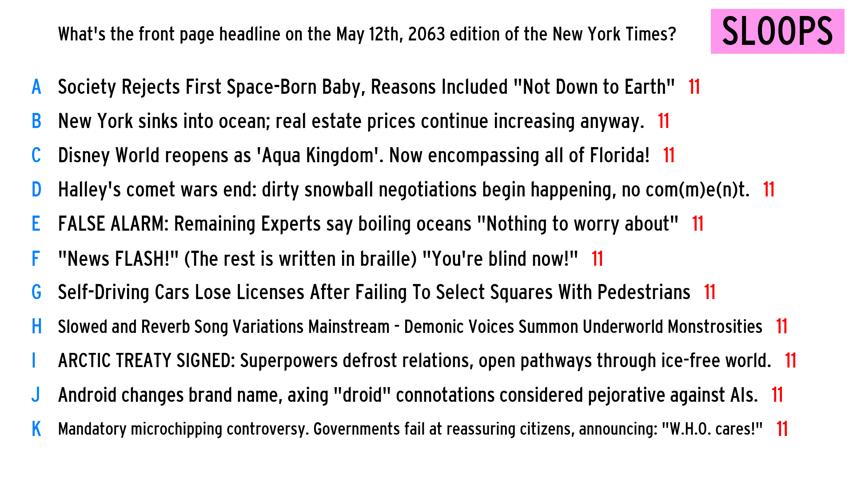 What's the front page headline on the May 12th, 2063 edition of the New York Times?
SLOOPS
A Society Rejects First Space-Born Baby, Reasons Included "Not Down to Earth" 11
B New York sinks into ocean; real estate prices continue increasing anyway. 11
C Disney World reopens as 'Aqua Kingdom'. Now encompassing all of Florida! 11
D Halley's comet wars end: dirty snowball negotiations begin happening, no com(m)e(n)t. 11
E FALSE ALARM: Remaining Experts say boiling oceans "Nothing to worry about" 11
F "News FLASH!" (The rest is written in braille) "You're blind now!" 11
G Self-Driving Cars Lose Licenses After Failing To Select Squares With Pedestrians 11
H Slowed and Reverb Song Variations Mainstream - Demonic Voices Summon Underworld Monstrosities 11
I ARCTIC TREATY SIGNED: Superpowers defrost relations, open pathways through ice-free world. 11
J Android changes brand name, axing "droid" connotations considered pejorative against AIs. 11
K Mandatory microchipping controversy. Governments fail at reassuring citizens, announcing: "W.H.O. cares!" 11